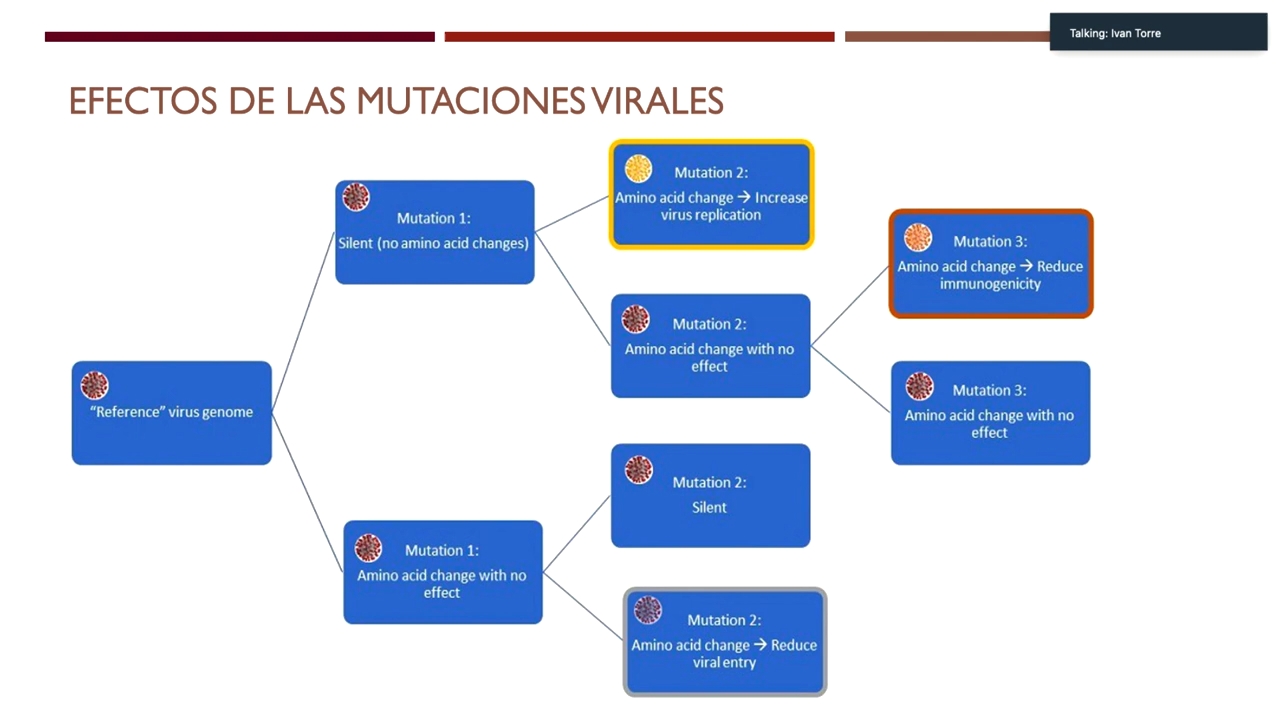 Talking: Ivan Torre
EFECTOS DE LAS MUTACIONES VIRALES
"Reference" virus genome
Mutation 1:
Silent (no amino acid changes)
Mutation 1:
Amino acid change with no
effect
Mutation 2:
Amino acid change → Increase
virus replication
Mutation 2:
Amino acid change with no
effect
Mutation 2:
Silent
Mutation 2:
Amino acid change → Reduce
viral entry
Mutation 3:
Amino acid change → Reduce
immunogenicity
Mutation 3:
Amino acid change with no
effect